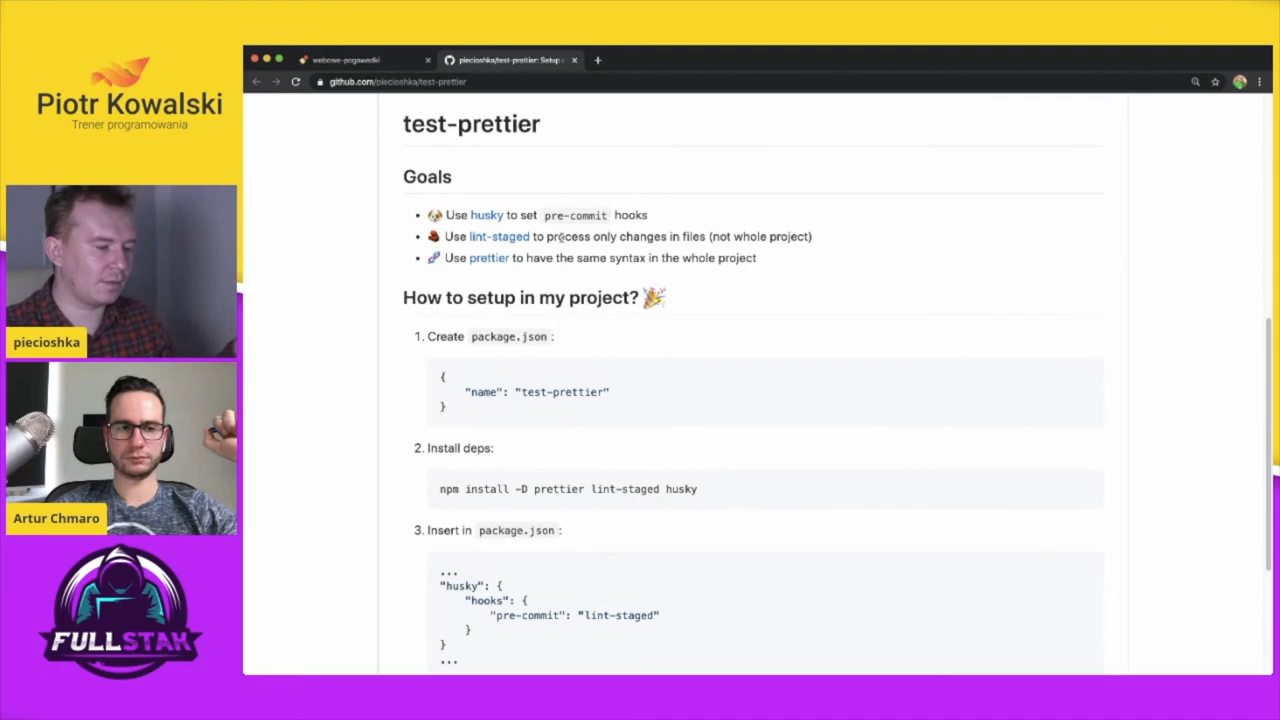 Piotr Kowalski
Trener programowania
webowe-pogawedki
piecioshka/test-prettier: Setup
github.com/piecioshka/test-prettier
test-prettier
Goals
Use husky to set pre-commit hooks
Use lint-staged to process only changes in files (not whole project)
Use prettier to have the same syntax in the whole project
How to setup in my project?
1. Create package.json:
{
"name": "test-prettier"
}
2. Install deps:
npm install -D prettier lint-staged husky
3. Insert in package.json:
...
"husky": {
"hooks": {
"pre-commit": "lint-staged"
}
}
...
piecioshka
Artur Chmaro
FULLSTAK